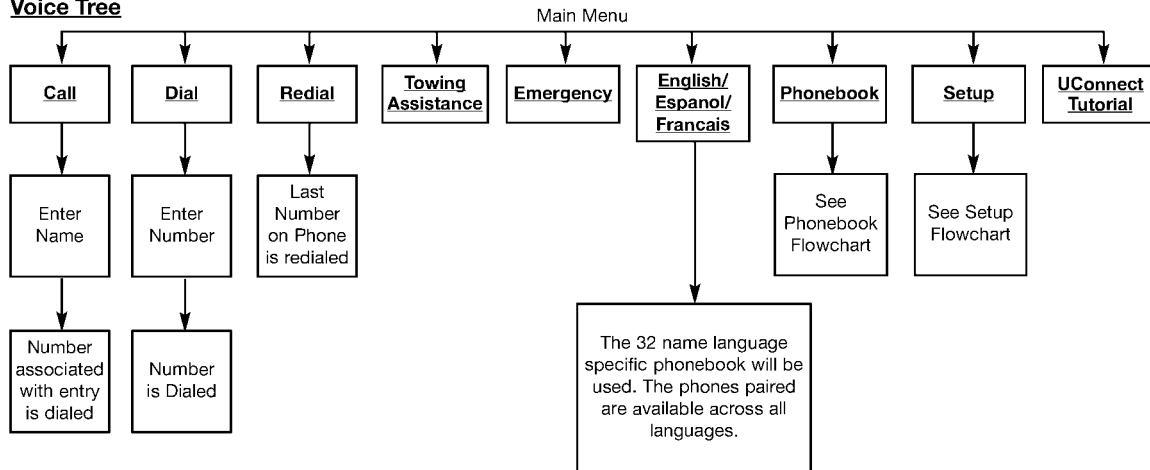 Voice Tree
Main Menu
Call
Dial
Redial
Towing
Assistance
Emergency
English/
Espanol/
Francais
Phonebook
Setup
UConnect
Tutorial
Enter
Name
Enter
Number
Last
Number
on Phone
is redialed
See
Phonebook
Flowchart
See Setup
Flowchart
Number
associated
with entry
is dialed
Number
is Dialed
The 32 name language
specific phonebook will be
used. The phones paired
are available across all
languages.